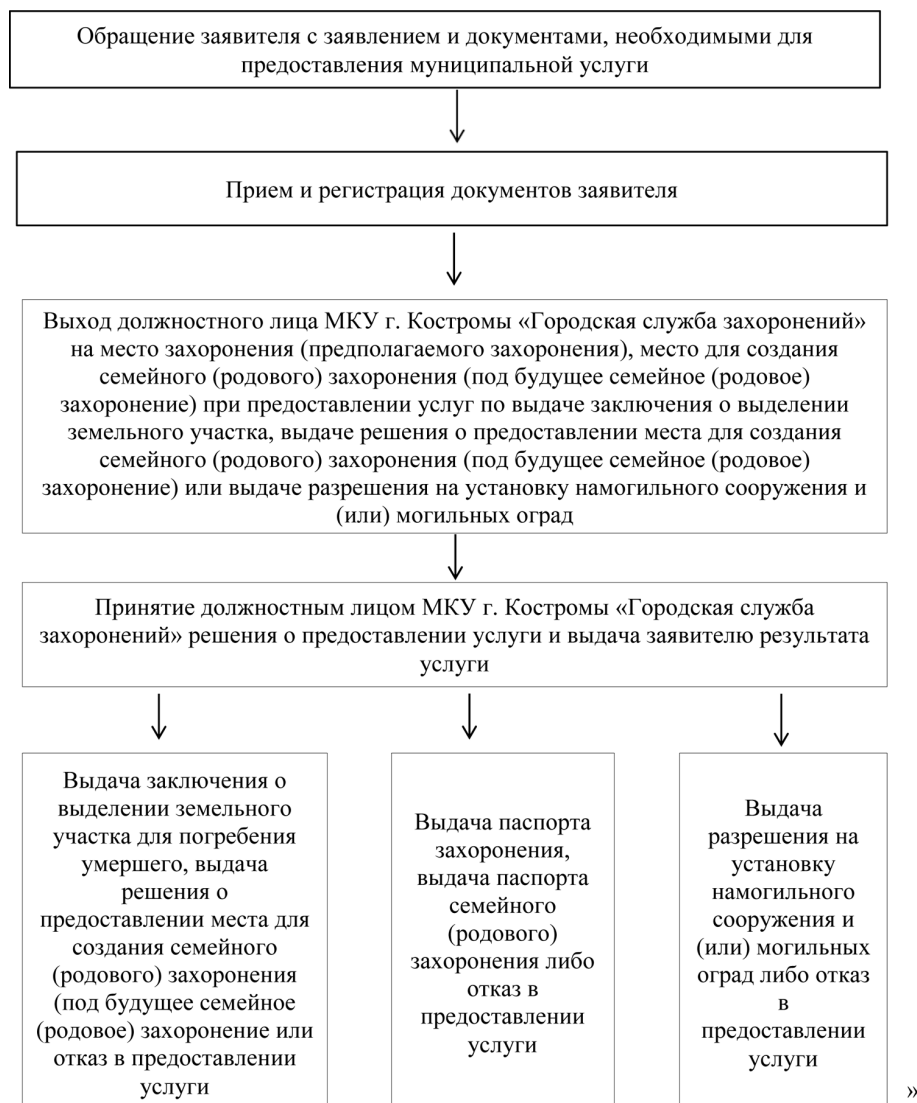 Обращение заявителя с заявлением и документами, необходимыми для
предоставления муниципальной услуги
Прием и регистрация документов заявителя
Выход должностного лица МКУ г. Костромы «Городская служба захоронений»
на место захоронения (предполагаемого захоронения), место для создания
семейного (родового) захоронения (под будущее семейное (родовое)
захоронение) при предоставлении услуг по выдаче заключения о выделении
земельного участка, выдаче решения о предоставлении места для создания
семейного (родового) захоронения (под будущее семейное (родовое)
захоронение) или выдаче разрешения на установку намогильного сооружения и
(или) могильных оград
Принятие должностным лицом МКУ г. Костромы «Городская служба
захоронений» решения о предоставлении услуги и выдача заявителю результата
услуги
Выдача заключения о
выделении земельного
участка для погребения
умершего, выдача
решения о
предоставлении места для
создания семейного
(родового) захоронения
(под будущее семейное
(родовое) захоронение или
отказ в предоставлении
услуги
Выдача паспорта
захоронения,
выдача паспорта
семейного
(родового)
захоронения либо
отказ в
предоставлении
услуги
Выдача
разрешения на
установку
намогильного
сооружения и
(или) могильных
оград либо отказ
в
предоставлении
услуги
»